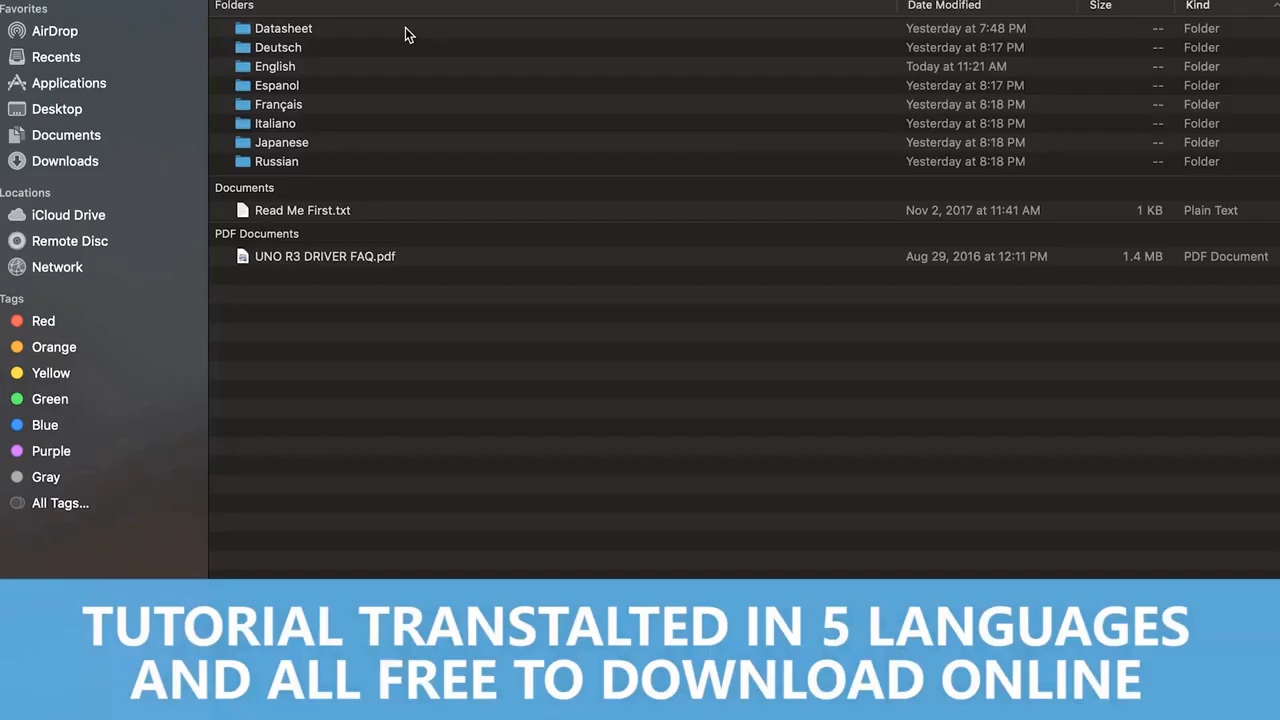 Favorites
AirDrop
Recents
Applications
Desktop
Documents
Downloads
Locations
iCloud Drive
Remote Disc
Network
Tags
Red
Orange
Yellow
Green
Blue
Purple
Gray
All Tags...
Folders Date Modified Size Kind
Datasheet Yesterday at 7:48 PM -- Folder
Deutsch Yesterday at 8:17 PM -- Folder
English Today at 11:21 AM -- Folder
Espanol Yesterday at 8:17 PM -- Folder
Français Yesterday at 8:18 PM -- Folder
Italiano Yesterday at 8:18 PM -- Folder
Japanese Yesterday at 8:18 PM -- Folder
Russian Yesterday at 8:18 PM -- Folder
Documents
Read Me First.txt Nov 2, 2017 at 11:41 AM 1 KB Plain Text
PDF Documents
UNO R3 DRIVER FAQ.pdf Aug 29, 2016 at 12:11 PM 1.4 MB PDF Document
TUTORIAL TRANSTALTED IN 5 LANGUAGES
AND ALL FREE TO DOWNLOAD ONLINE